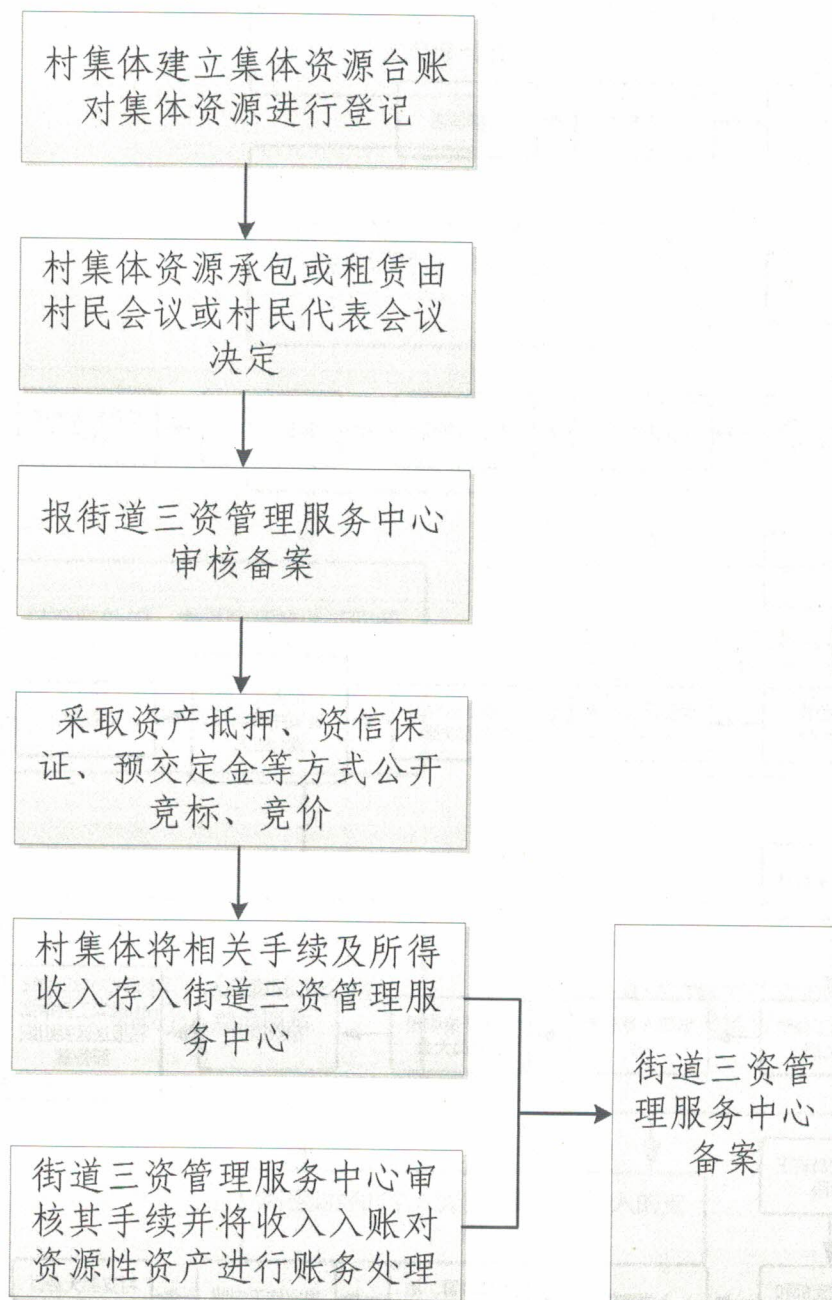 村集体建立集体资源台账
对集体资源进行登记
村集体资源承包或租赁由
村民会议或村民代表会议
决定
报街道三资管理服务中心
审核备案
采取资产抵押、资信保
证、预交定金等方式公开
竞标、竞价
村集体将相关手续及所得
收入存入街道三资管理服
务中心
街道三资管理服务中心审
核其手续并将收入入账对
资源性资产进行账务处理
街道三资管
理服务中心
备案